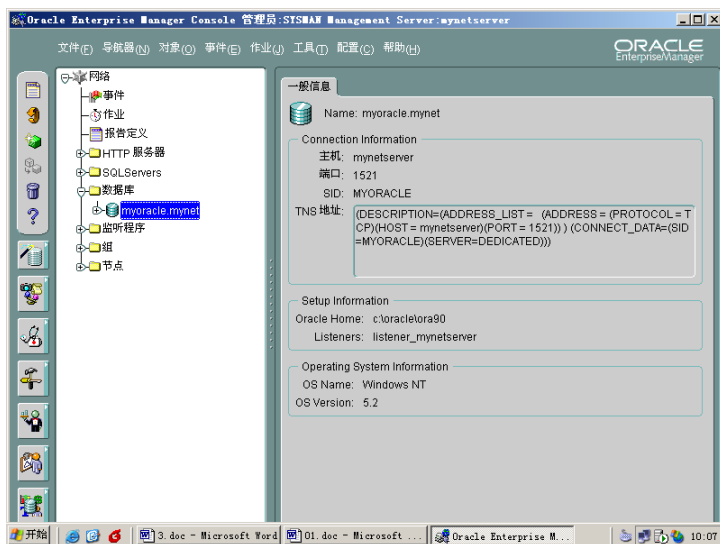 Oracle Enterprise Manager Console 管理员:SYSMAN Management Server:mynetserver
文件(F) 导航器(N) 对象(O) 事件(E) 作业(J) 工具(T) 配置(C) 帮助(H)
ORACLE
EnterpriseManager
网络
事件
作业
报告定义
HTTP 服务器
SQLServers
数据库
myoracle.mynet
监听程序
组
节点
一般信息
Name: myoracle.mynet
Connection Information
主机: mynetserver
端口: 1521
SID: MYORACLE
TNS 地址: (DESCRIPTION=(ADDRESS_LIST = (ADDRESS = (PROTOCOL = T
CP)(HOST = mynetserver)(PORT = 1521)) ) (CONNECT_DATA=(SID
=MYORACLE)(SERVER=DEDICATED)))
Setup Information
Oracle Home: c:\oracle\ora90
Listeners: listener_mynetserver
Operating System Information
OS Name: Windows NT
OS Version: 5.2
开始 3.doc - Microsoft Word 01.doc - Microsoft ... Oracle Enterprise M... 10:07